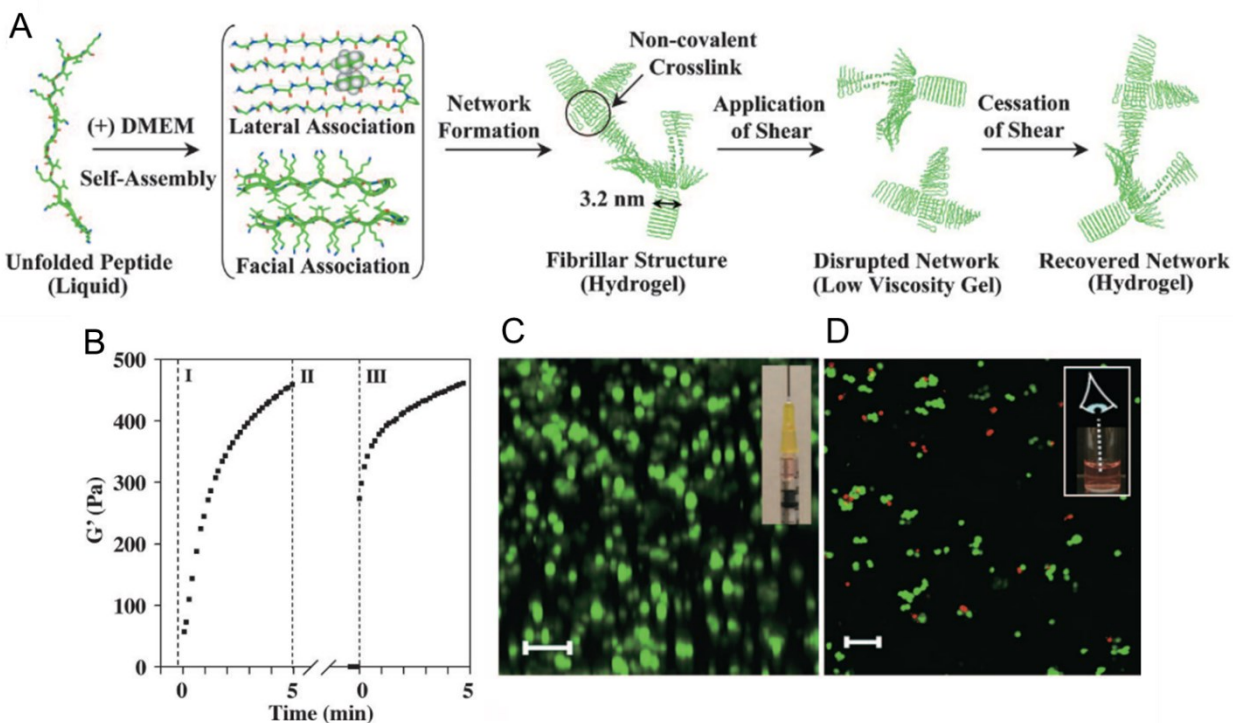 A
(+) DMEM
Self-Assembly
Unfolded Peptide
(Liquid)
Lateral Association
Facial Association
Network
Formation
Non-covalent
Crosslink
3.2 nm
Fibrillar Structure
(Hydrogel)
Application
of Shear
Disrupted Network
(Low Viscosity Gel)
Cessation
of Shear
Recovered Network
(Hydrogel)
B
G' (Pa)
500
400
300
200
100
0
I
II
III
0
5
0
5
Time (min)
C
D